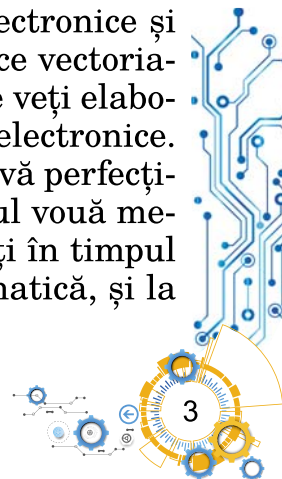 ectronice și
ce vectoria-
e veți elabo-
electronice.
vă perfecți-
ul vouă me-
ți în timpul
natică, și la
3